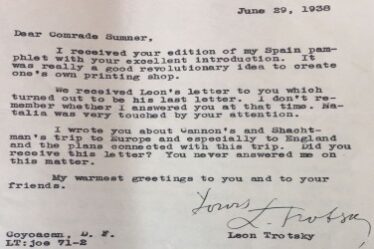 June 29, 1938
Dear Comrade Sumner,
I received your edition of my Spain pam-
phlet with your excellent introduction. It
was really a good revolutionary idea to create
one's own printing shop.
We received Leon's letter to you which
turned out to be his last letter. I don't re-
member whether I answered you at that time. Na-
talia was very touched by your attention.
I wrote you about Cannon's and Shacht-
man's trip to Europe and especially to England
and the plans connected with this trip. Did you
receive this letter? You never answered me on
this matter.
My warmest greetings to you and to your
friends.
Yours
L. Trotsky
Coyoacan, D. F.
Leon Trotsky
LT:joe 71-2